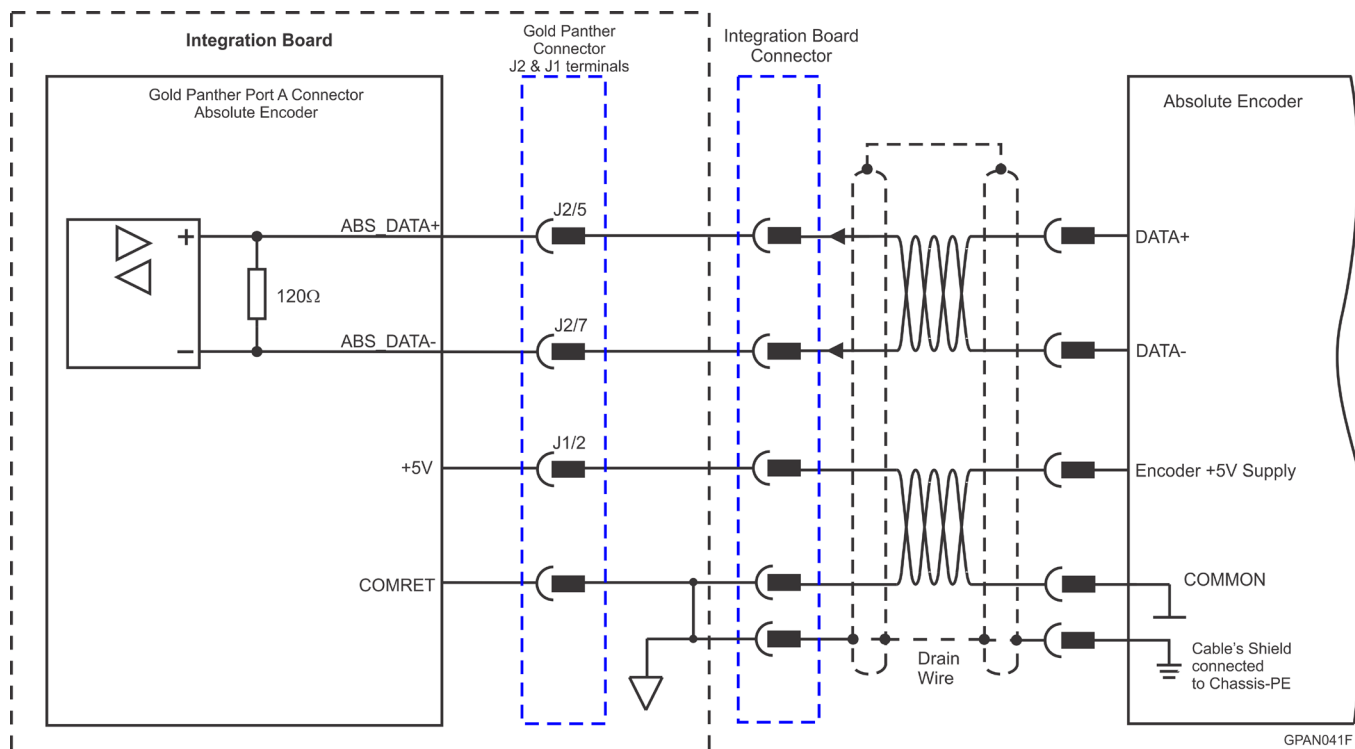 Integration Board
Gold Panther
Connector
J2 & J1 terminals
Integration Board
Connector
Gold Panther Port A Connector
Absolute Encoder
Absolute Encoder
J2/5
ABS_DATA+
+
DATA+
120Ω
J2/7
ABS_DATA-
−
DATA-
J1/2
+5V
Encoder +5V Supply
COMRET
COMMON
Drain
Wire
Cable's Shield
connected
to Chassis-PE
GPAN041F